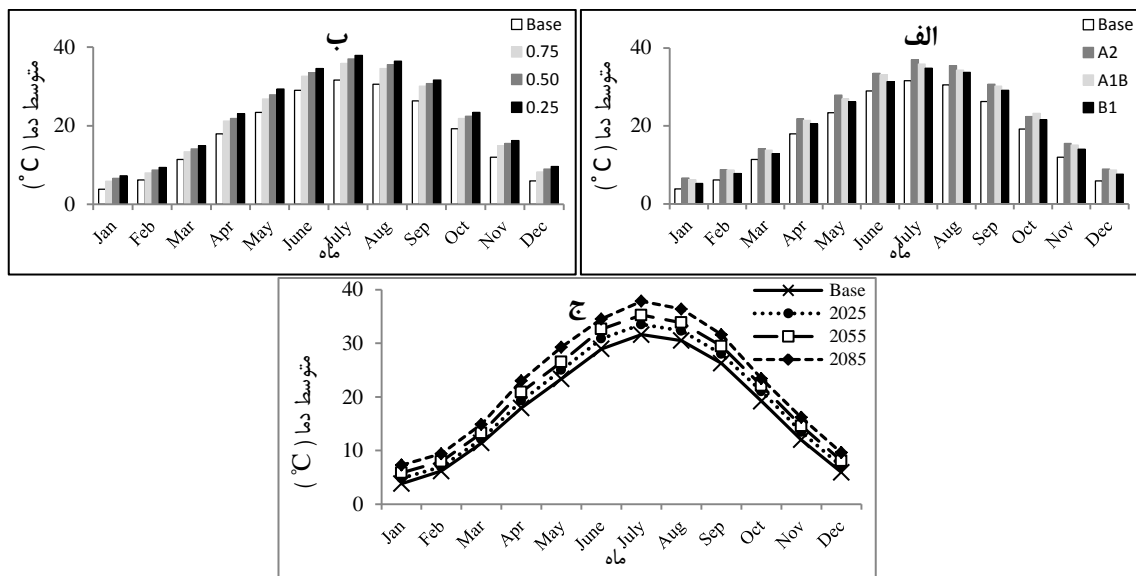 ب
متوسط دما ( ˚C )
40
20
0
Base
0.75
0.50
0.25
Jan Feb Mar Apr May June July Aug Sep Oct Nov Dec
ماه
الف
متوسط دما ( ˚C )
40
20
0
Base
A2
A1B
B1
Jan Feb Mar Apr May June July Aug Sep Oct Nov Dec
ماه
ج
متوسط دما ( ℃ )
40
30
20
10
0
Base
2025
2055
2085
Jan Feb Mar Apr May June July Aug Sep Oct Nov Dec
ماه